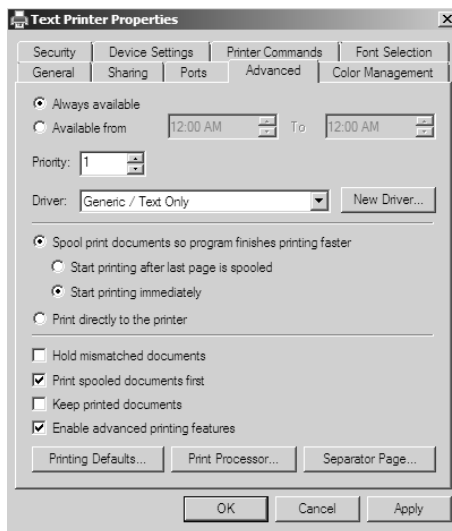 Text Printer Properties
Security Device Settings Printer Commands Font Selection
General Sharing Ports Advanced Color Management
Always available
Available from 12:00 AM To 12:00 AM
Priority: 1
Driver: Generic / Text Only New Driver...
Spool print documents so program finishes printing faster
Start printing after last page is spooled
Start printing immediately
Print directly to the printer
Hold mismatched documents
Print spooled documents first
Keep printed documents
Enable advanced printing features
Printing Defaults... Print Processor... Separator Page...
OK Cancel Apply